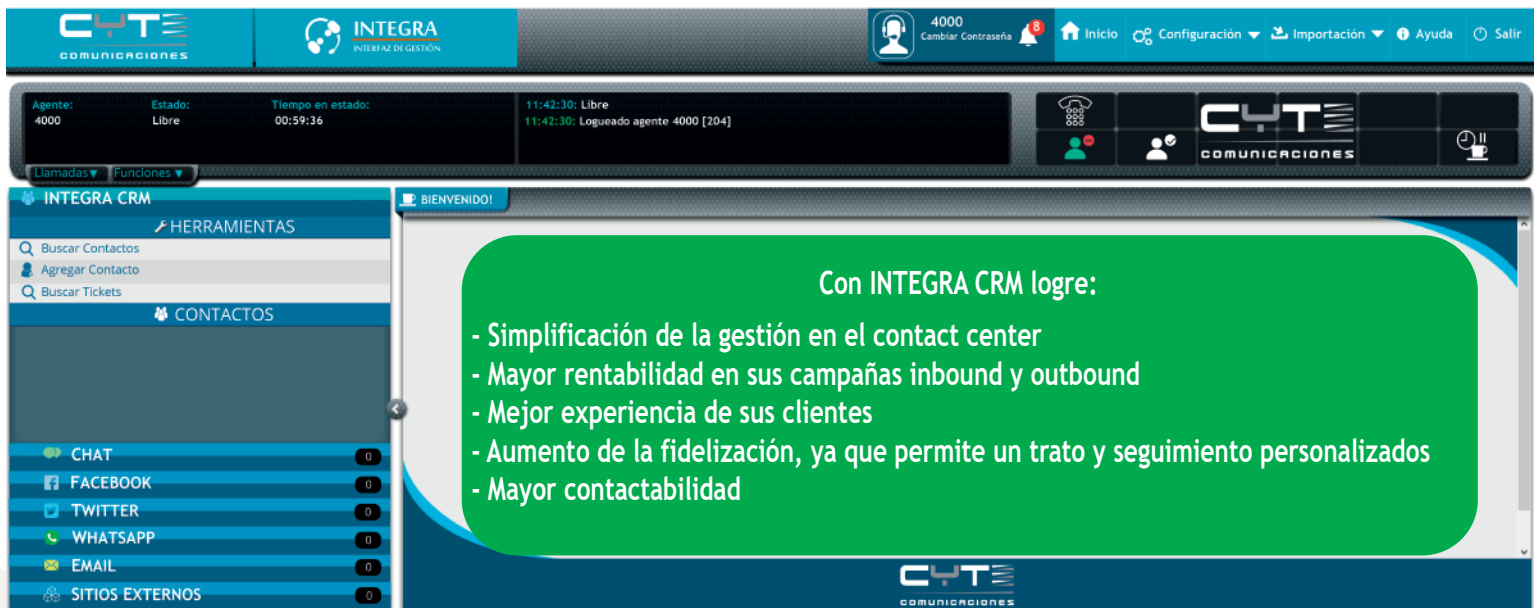 CYTE
COMUNICACIONES
INTEGRA
INTERFAZ DE GESTIÓN
4000
Cambiar Contraseña
8
Inicio
Configuración
Importación
Ayuda
Salir
Agente:
4000
Estado:
Libre
Tiempo en estado:
00:59:36
11:42:30: Libre
11:42:30: Logueado agente 4000 [204]
CYTE
COMUNICACIONES
Llamadas
Funciones
INTEGRA CRM
HERRAMIENTAS
Buscar Contactos
Agregar Contacto
Buscar Tickets
CONTACTOS
CHAT 0
FACEBOOK 0
TWITTER 0
WHATSAPP 0
EMAIL 0
SITIOS EXTERNOS 0
BIENVENIDO!
Con INTEGRA CRM logre:
- Simplificación de la gestión en el contact center
- Mayor rentabilidad en sus campañas inbound y outbound
- Mejor experiencia de sus clientes
- Aumento de la fidelización, ya que permite un trato y seguimiento personalizados
- Mayor contactabilidad
CYTE
COMUNICACIONES